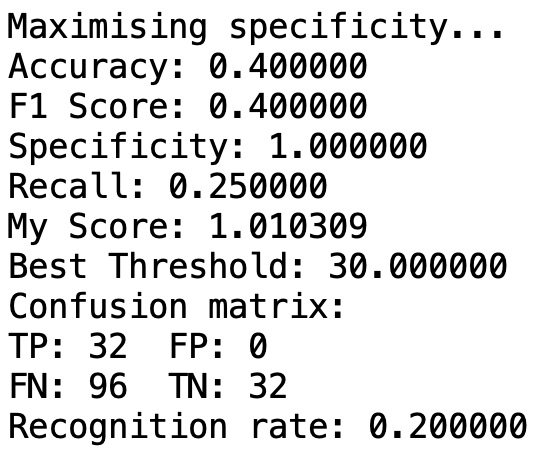 Maximising specificity...
Accuracy: 0.400000
F1 Score: 0.400000
Specificity: 1.000000
Recall: 0.250000
My Score: 1.010309
Best Threshold: 30.000000
Confusion matrix:
TP: 32  FP: 0
FN: 96  TN: 32
Recognition rate: 0.200000